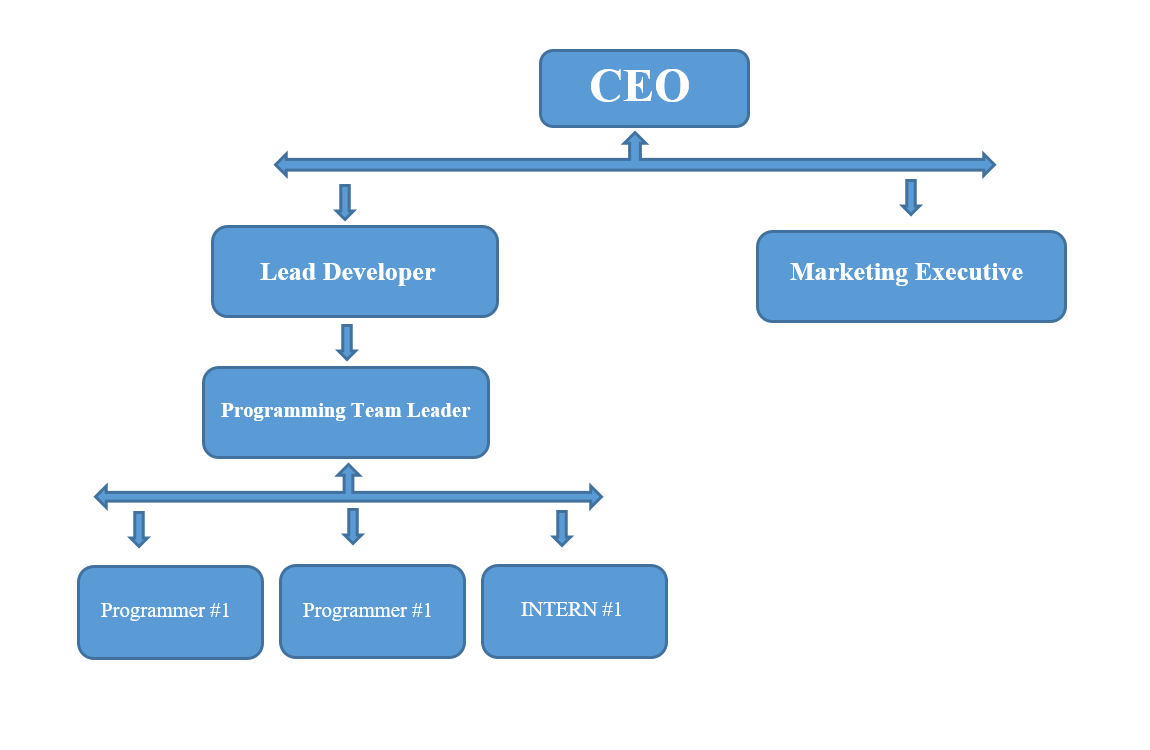 CEO
Lead Developer
Marketing Executive
Programming Team Leader
Programmer #1
Programmer #1
INTERN #1